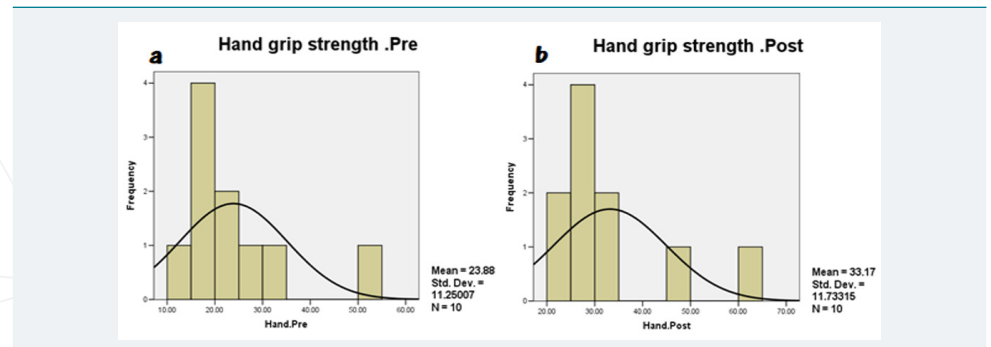 a
Hand grip strength .Pre
4
3
2
1
0
Frequency
10.00 20.00 30.00 40.00 50.00 60.00
Hand.Pre
Mean = 23.88
Std. Dev. =
11.25007
N = 10
b
Hand grip strength .Post
4
3
2
1
0
Frequency
20.00 30.00 40.00 50.00 60.00 70.00
Hand.Post
Mean = 33.17
Std. Dev. =
11.73315
N = 10